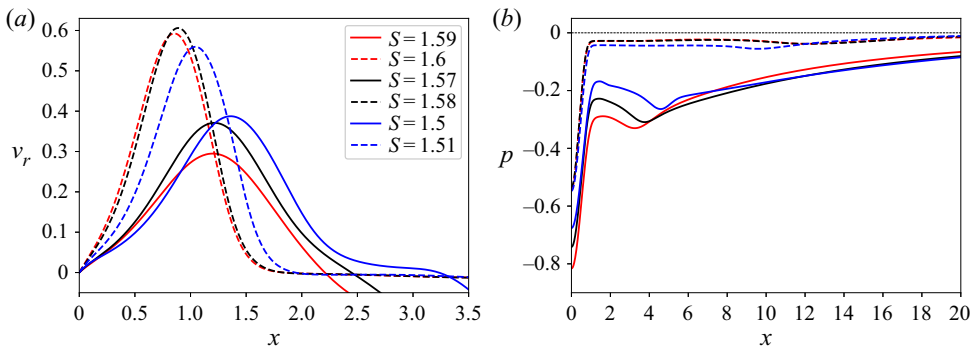 (a)
0.6
0.5
0.4
0.3
0.2
0.1
0
v_r
0 0.5 1.0 1.5 2.0 2.5 3.0 3.5
x
S = 1.59
S = 1.6
S = 1.57
S = 1.58
S = 1.5
S = 1.51
(b)
0
−0.2
−0.4
−0.6
−0.8
p
0 2 4 6 8 10 12 14 16 18 20
x